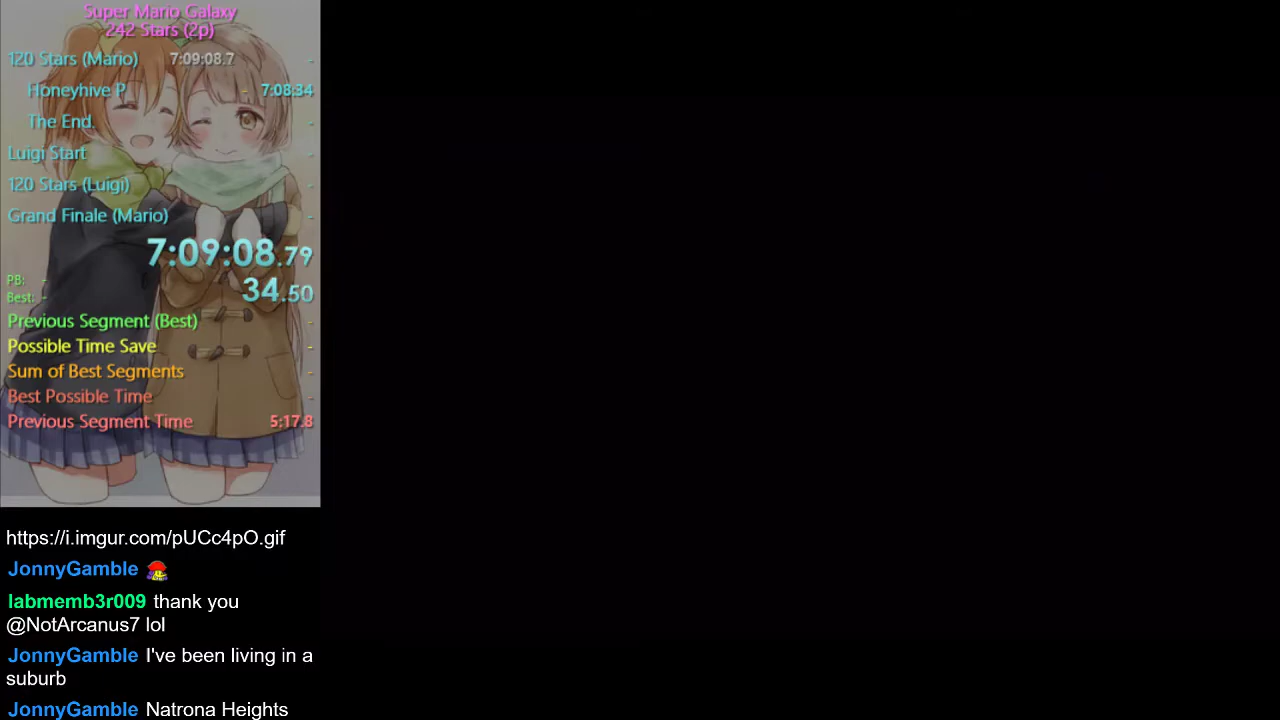 Super Mario Galaxy
242 Stars (2p)
120 Stars (Mario) 7:09:08.7 -
Honeyhive P - 7:08:34
The End. -
Luigi Start -
120 Stars (Luigi) -
Grand Finale (Mario) -
7:09:08.79
PB: -
34.50
Best: -
Previous Segment (Best) -
Possible Time Save -
Sum of Best Segments -
Best Possible Time -
Previous Segment Time 5:17.8
https://i.imgur.com/pUCc4pO.gif
JonnyGamble
labmemb3r009 thank you
@NotArcanus7 lol
JonnyGamble I've been living in a
suburb
JonnyGamble Natrona Heights